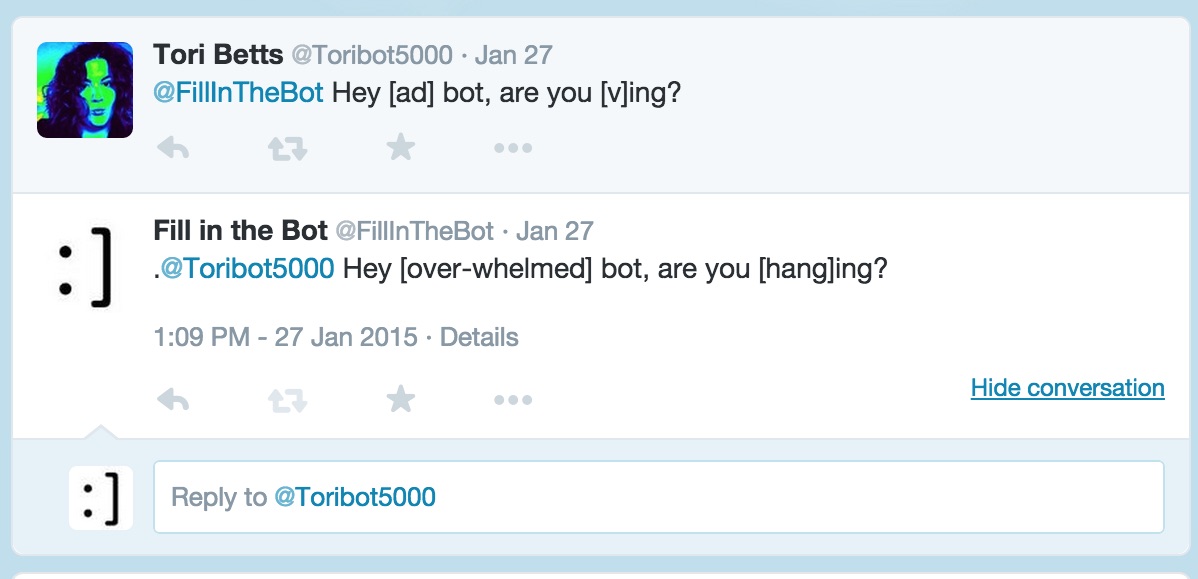 Tori Betts @Toribot5000 · Jan 27
@FillInTheBot Hey [ad] bot, are you [v]ing?
Fill in the Bot @FillInTheBot · Jan 27
.@Toribot5000 Hey [over-whelmed] bot, are you [hang]ing?
1:09 PM - 27 Jan 2015 · Details
Hide conversation
:]
Reply to @Toribot5000